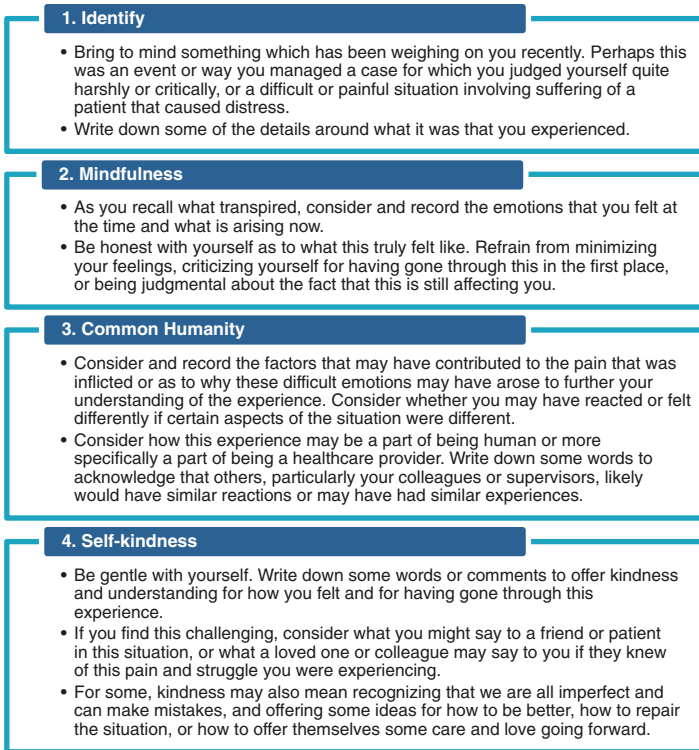 1. Identify
• Bring to mind something which has been weighing on you recently. Perhaps this
was an event or way you managed a case for which you judged yourself quite
harshly or critically, or a difficult or painful situation involving suffering of a
patient that caused distress.
• Write down some of the details around what it was that you experienced.
2. Mindfulness
• As you recall what transpired, consider and record the emotions that you felt at
the time and what is arising now.
• Be honest with yourself as to what this truly felt like. Refrain from minimizing
your feelings, criticizing yourself for having gone through this in the first place,
or being judgmental about the fact that this is still affecting you.
3. Common Humanity
• Consider and record the factors that may have contributed to the pain that was
inflicted or as to why these difficult emotions may have arose to further your
understanding of the experience. Consider whether you may have reacted or felt
differently if certain aspects of the situation were different.
• Consider how this experience may be a part of being human or more
specifically a part of being a healthcare provider. Write down some words to
acknowledge that others, particularly your colleagues or supervisors, likely
would have similar reactions or may have had similar experiences.
4. Self-kindness
• Be gentle with yourself. Write down some words or comments to offer kindness
and understanding for how you felt and for having gone through this
experience.
• If you find this challenging, consider what you might say to a friend or patient
in this situation, or what a loved one or colleague may say to you if they knew
of this pain and struggle you were experiencing.
• For some, kindness may also mean recognizing that we are all imperfect and
can make mistakes, and offering some ideas for how to be better, how to repair
the situation, or how to offer themselves some care and love going forward.